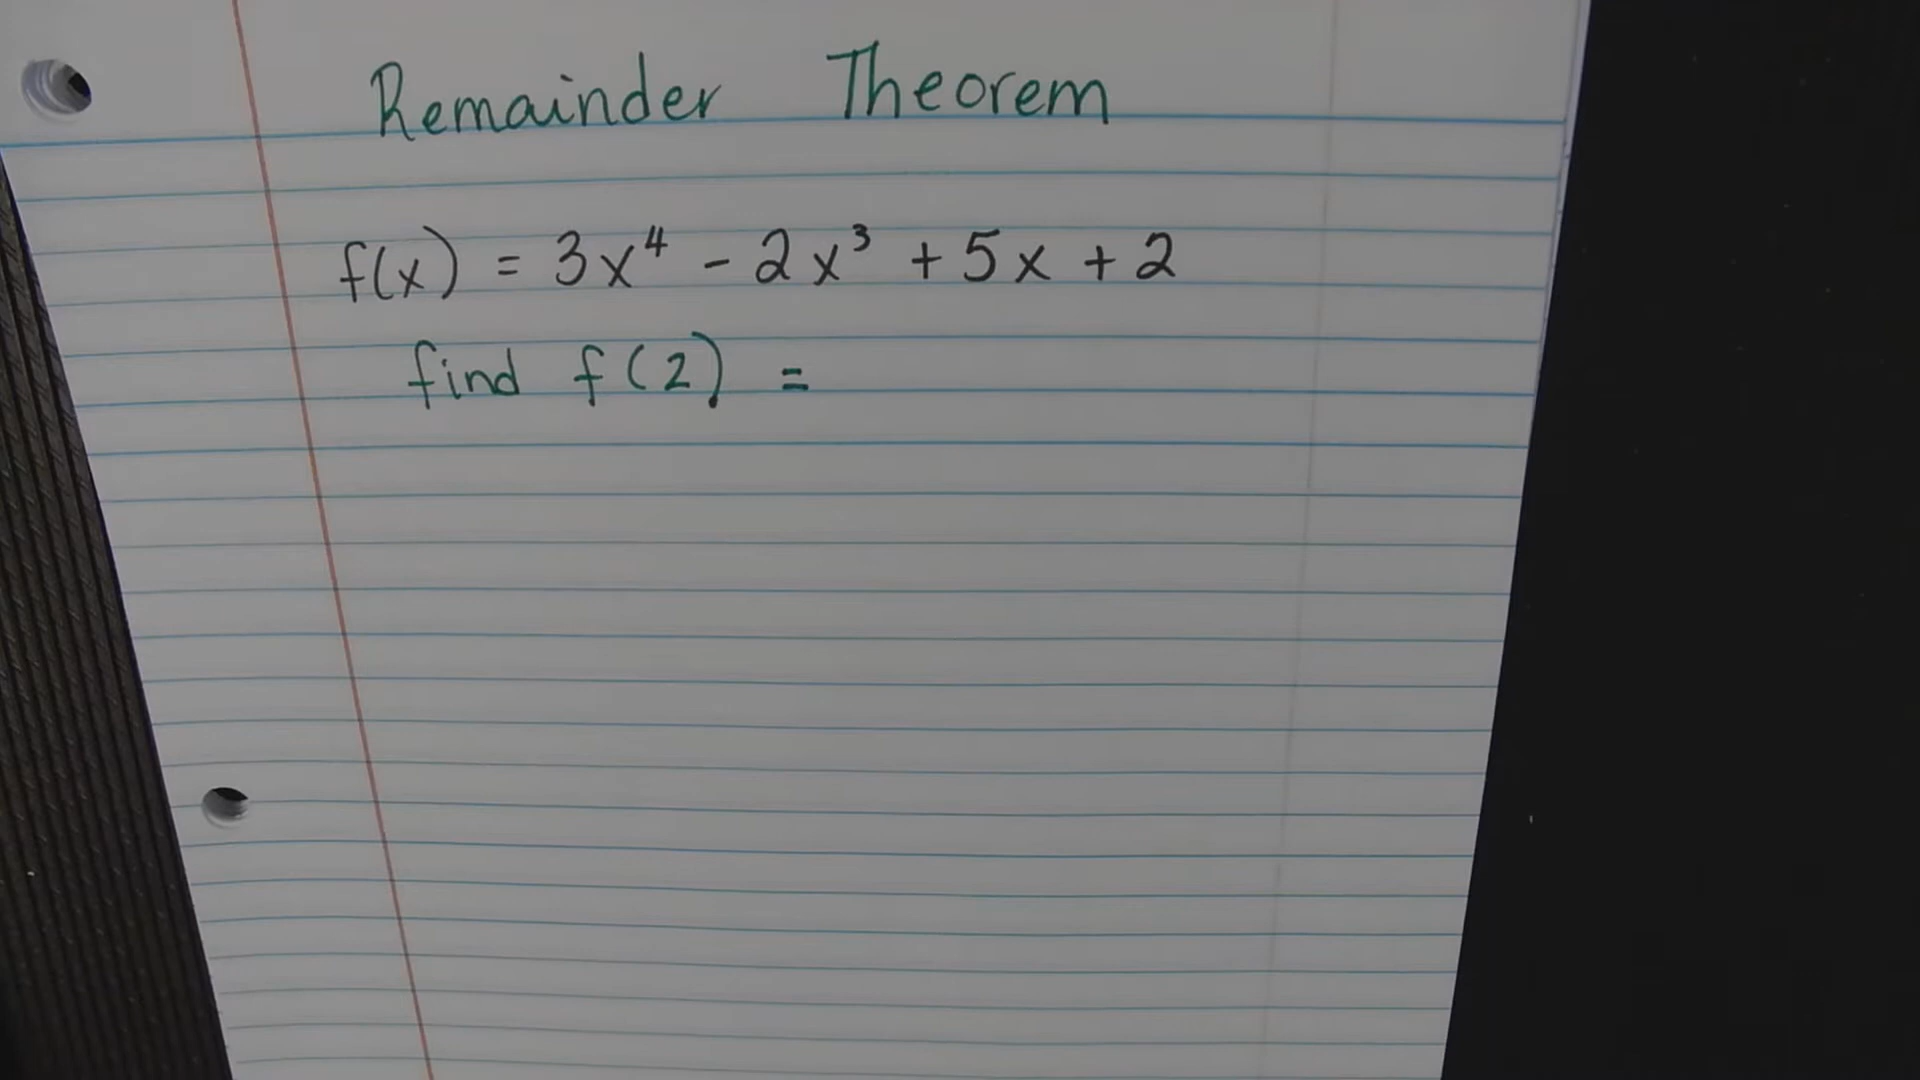 Remainder Theorem
f(x) = 3x⁴ - 2x³ + 5x + 2
find f(2) =